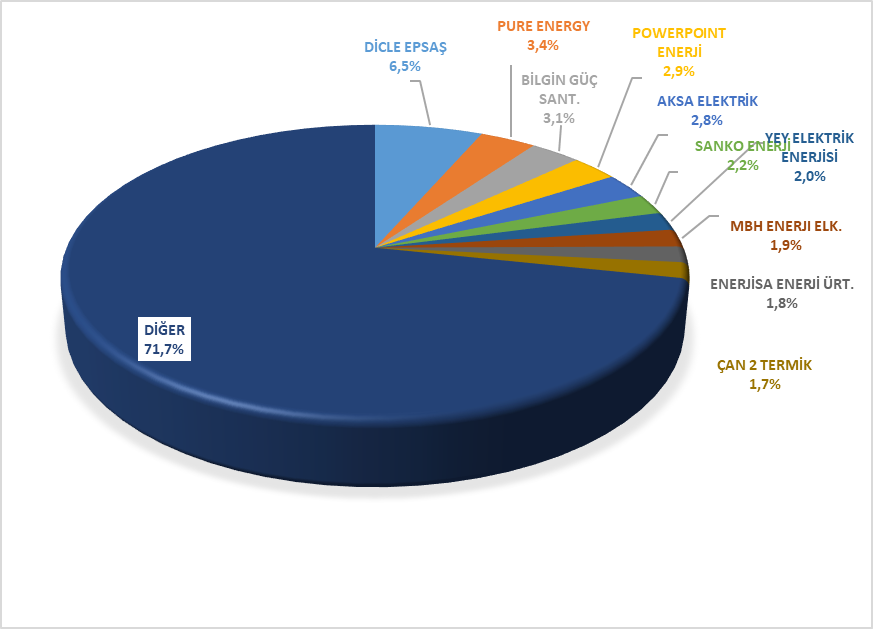 DİCLE EPSAŞ
6,5%
PURE ENERGY
3,4%
BİLGİN GÜÇ
SANT.
3,1%
POWERPOINT
ENERJİ
2,9%
AKSA ELEKTRİK
2,8%
SANKO ENERJİ
2,2%
YEY ELEKTRİK
ENERJİSİ
2,0%
MBH ENERJI ELK.
1,9%
ENERJİSA ENERJİ ÜRT.
1,8%
ÇAN 2 TERMİK
1,7%
DİĞER
71,7%